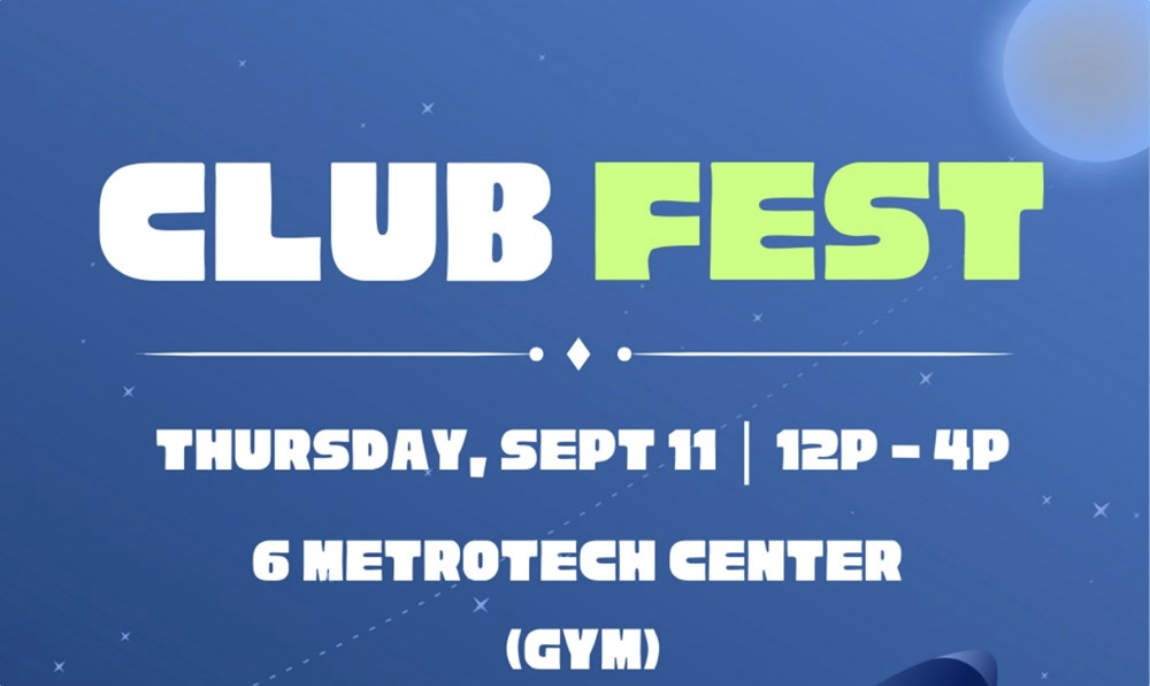 CLUB FEST
THURSDAY, SEPT 11 | 12P – 4P
6 METROTECH CENTER
(GYM)